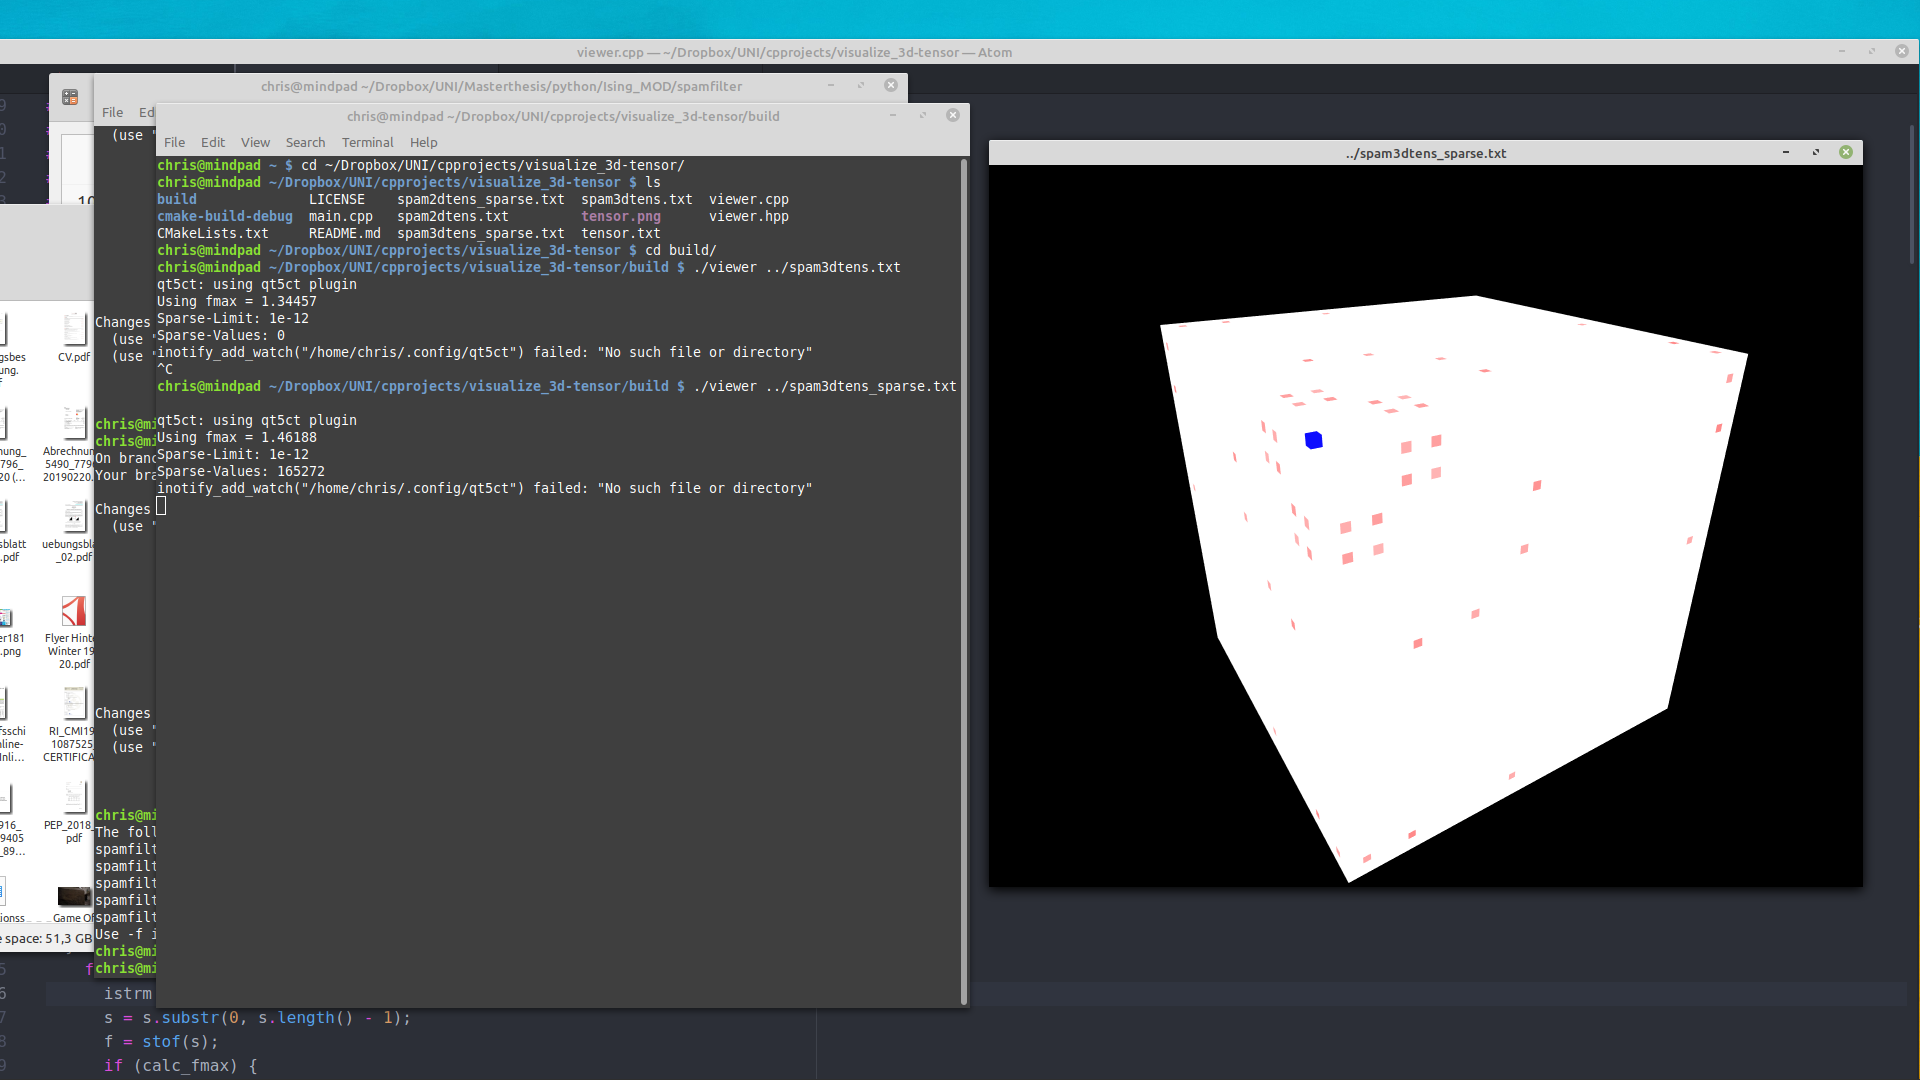 viewer.cpp — ~/Dropbox/UNI/cpprojects/visualize_3d-tensor — Atom
chris@mindpad ~/Dropbox/UNI/Masterthesis/python/Ising_MOD/spamfilter
File Ed
(use "
chris@mindpad ~/Dropbox/UNI/cpprojects/visualize_3d-tensor/build
File Edit View Search Terminal Help
chris@mindpad ~ $ cd ~/Dropbox/UNI/cpprojects/visualize_3d-tensor/
chris@mindpad ~/Dropbox/UNI/cpprojects/visualize_3d-tensor $ ls
build LICENSE spam2dtens_sparse.txt spam3dtens.txt viewer.cpp
cmake-build-debug main.cpp spam2dtens.txt tensor.png viewer.hpp
CMakeLists.txt README.md spam3dtens_sparse.txt tensor.txt
chris@mindpad ~/Dropbox/UNI/cpprojects/visualize_3d-tensor $ cd build/
chris@mindpad ~/Dropbox/UNI/cpprojects/visualize_3d-tensor/build $ ./viewer ../spam3dtens.txt
qt5ct: using qt5ct plugin
Using fmax = 1.34457
Sparse-Limit: 1e-12
Sparse-Values: 0
inotify_add_watch("/home/chris/.config/qt5ct") failed: "No such file or directory"
^C
chris@mindpad ~/Dropbox/UNI/cpprojects/visualize_3d-tensor/build $ ./viewer ../spam3dtens_sparse.txt
qt5ct: using qt5ct plugin
Using fmax = 1.46188
Sparse-Limit: 1e-12
Sparse-Values: 165272
inotify_add_watch("/home/chris/.config/qt5ct") failed: "No such file or directory"
../spam3dtens_sparse.txt
Changes
(use "
(use "
chris@mi
chris@mi
On branc
Your bra
Changes
(use "
Changes
(use "
(use "
chris@mi
The foll
spamfilt
spamfilt
spamfilt
spamfilt
spamfilt
Use -f i
chris@mi
chris@mi
gsbes
ung.
CV.pdf
nung_
796_
20 (...
Abrechnun
5490_779
20190220.
sblatt
.pdf
uebungsbl
_02.pdf
er181
.png
Flyer Hint
Winter 19
20.pdf
fsschi
nline-
nli...
RI_CMI19
1087525
CERTIFICA
916_
9405
_89...
PEP_2018_
pdf
ionss
Game Of
e space: 51,3 GB
f
istrm
s = s.substr(0, s.length() - 1);
f = stof(s);
if (calc_fmax) {